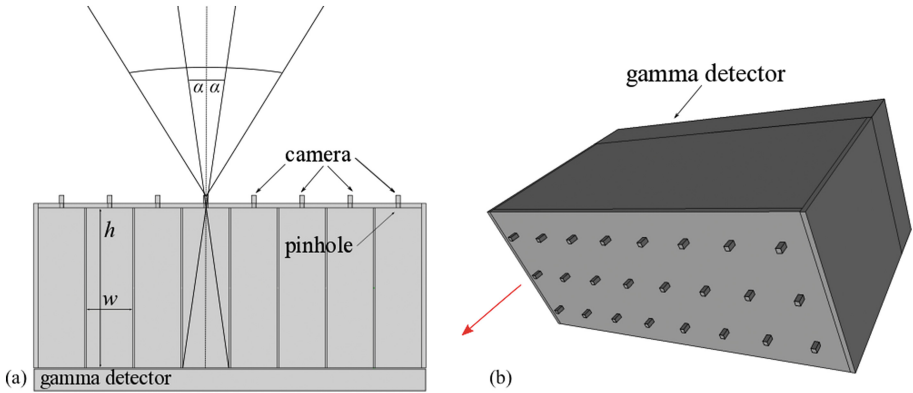 α α
camera
h
pinhole
w
(a) gamma detector
gamma detector
(b)